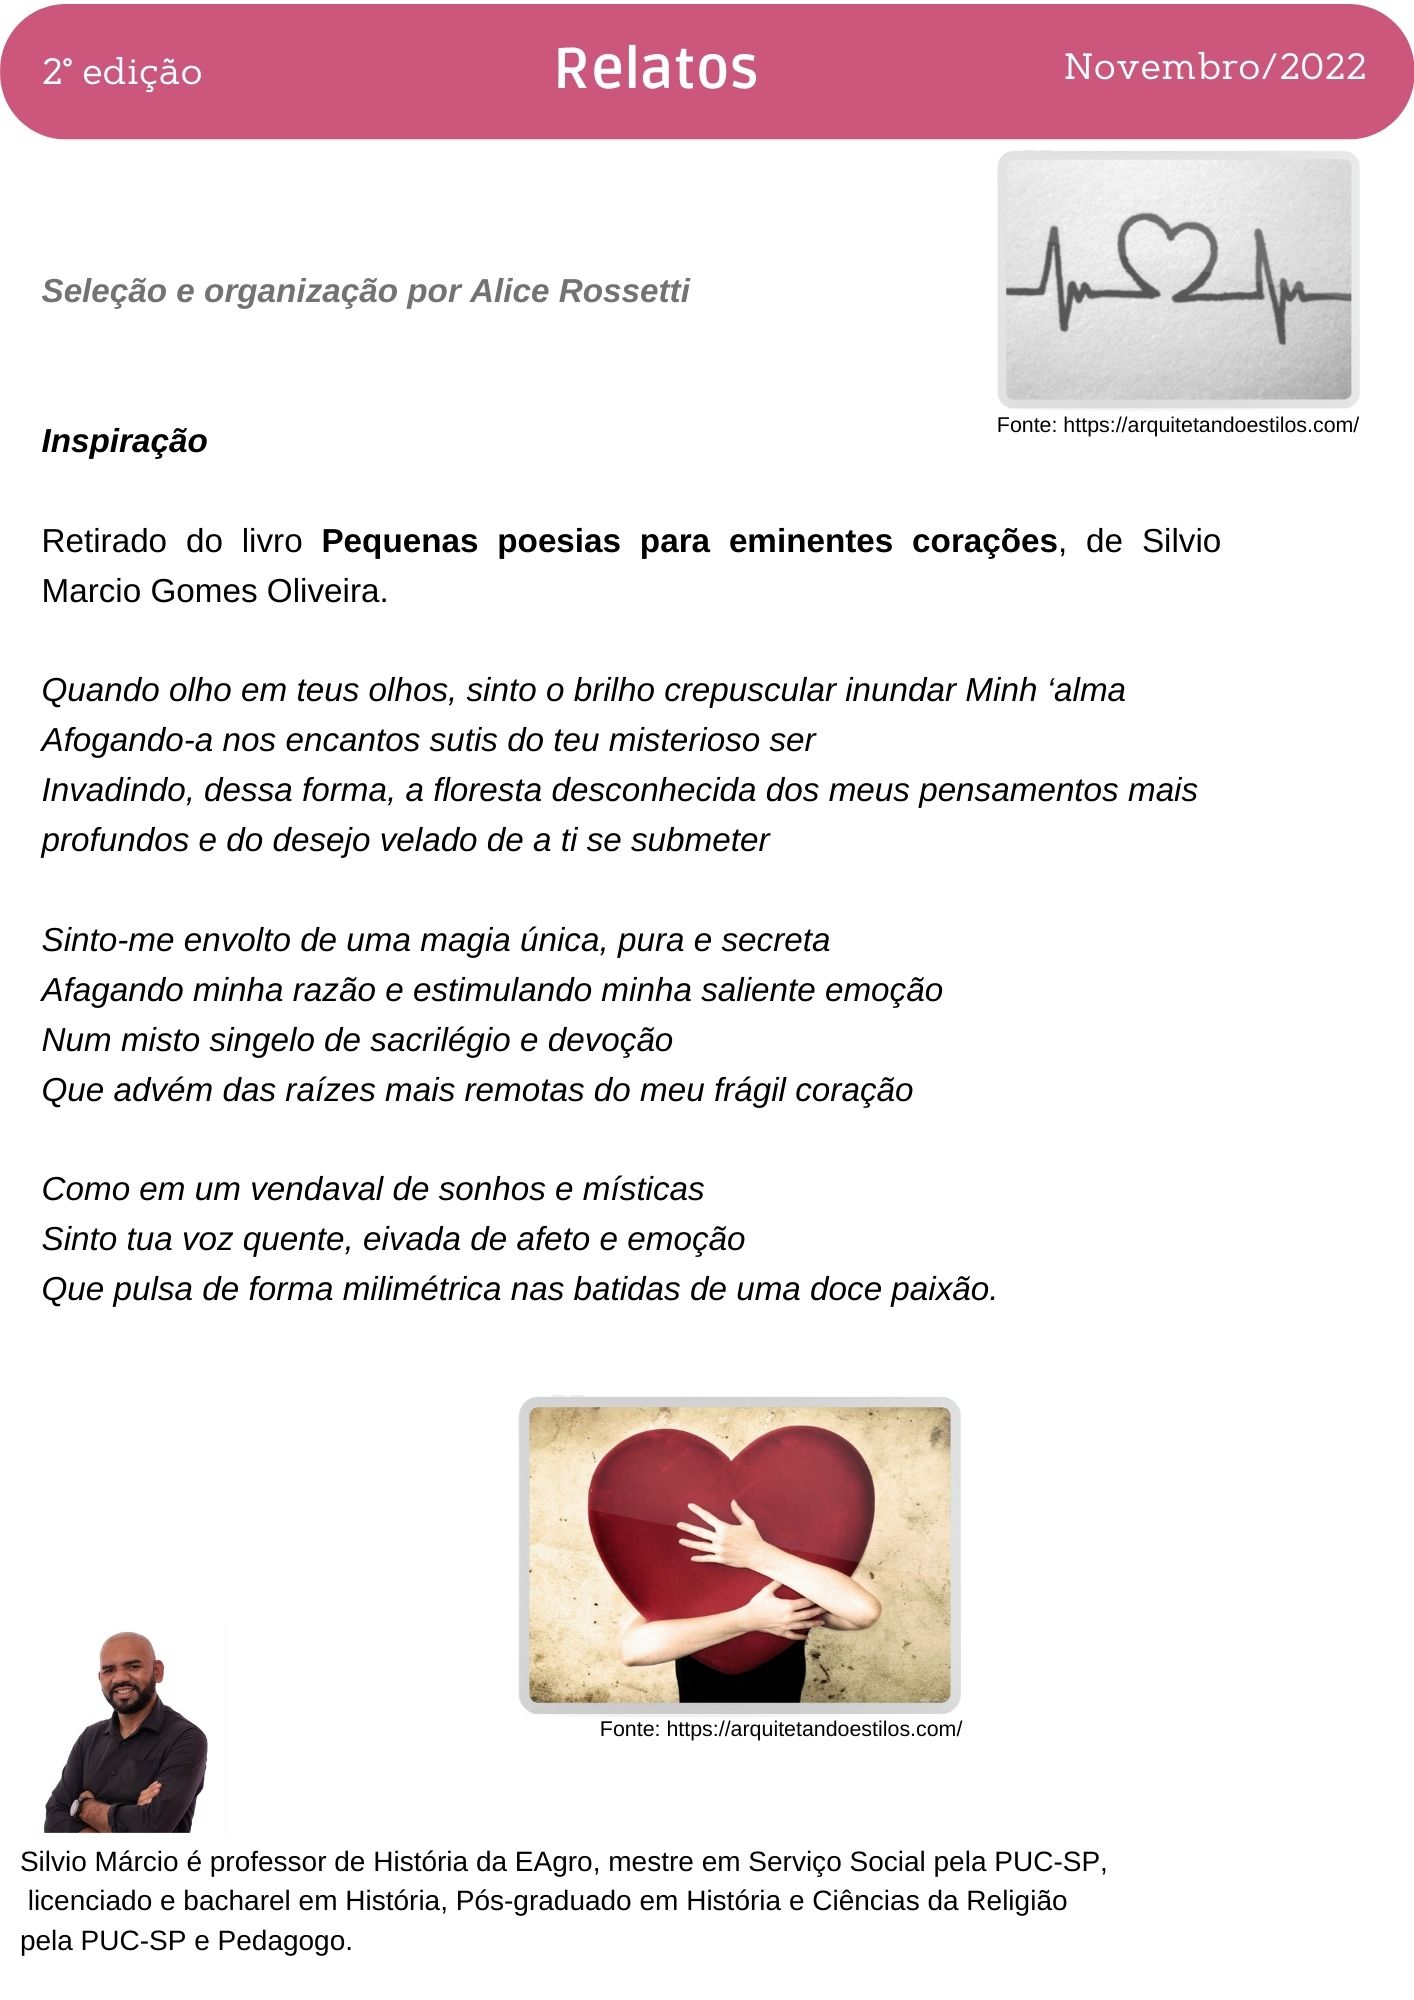 2° edição
Relatos
Novembro/2022
Seleção e organização por Alice Rossetti
Fonte: https://arquitetandoestilos.com/
Inspiração
Retirado do livro Pequenas poesias para eminentes corações, de Silvio
Marcio Gomes Oliveira.
Quando olho em teus olhos, sinto o brilho crepuscular inundar Minh ‘alma
Afogando-a nos encantos sutis do teu misterioso ser
Invadindo, dessa forma, a floresta desconhecida dos meus pensamentos mais
profundos e do desejo velado de a ti se submeter
Sinto-me envolto de uma magia única, pura e secreta
Afagando minha razão e estimulando minha saliente emoção
Num misto singelo de sacrilégio e devoção
Que advém das raízes mais remotas do meu frágil coração
Como em um vendaval de sonhos e místicas
Sinto tua voz quente, eivada de afeto e emoção
Que pulsa de forma milimétrica nas batidas de uma doce paixão.
Fonte: https://arquitetandoestilos.com/
Silvio Márcio é professor de História da EAgro, mestre em Serviço Social pela PUC-SP,
licenciado e bacharel em História, Pós-graduado em História e Ciências da Religião
pela PUC-SP e Pedagogo.